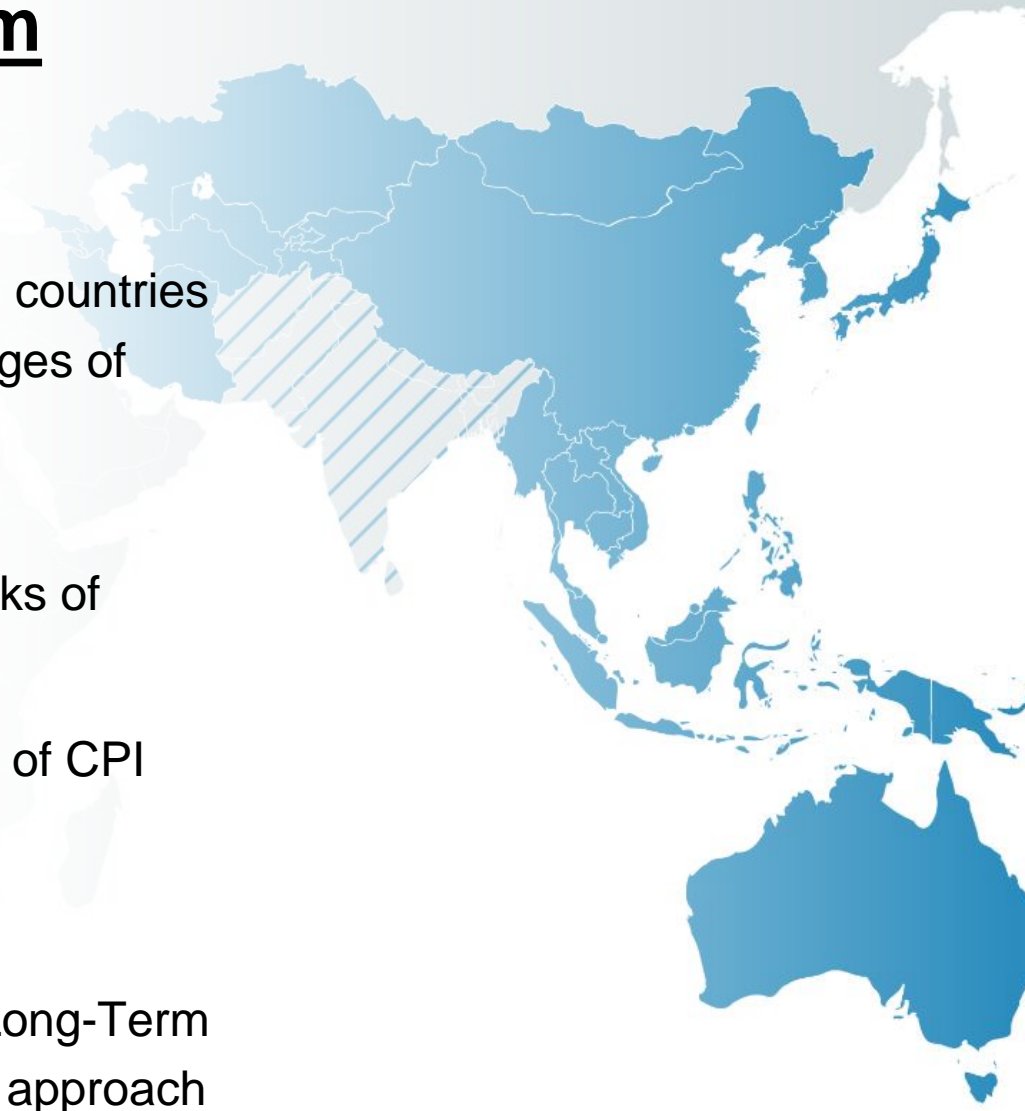 m
countries
ges of
ks of
of CPI
Long-Term
approach